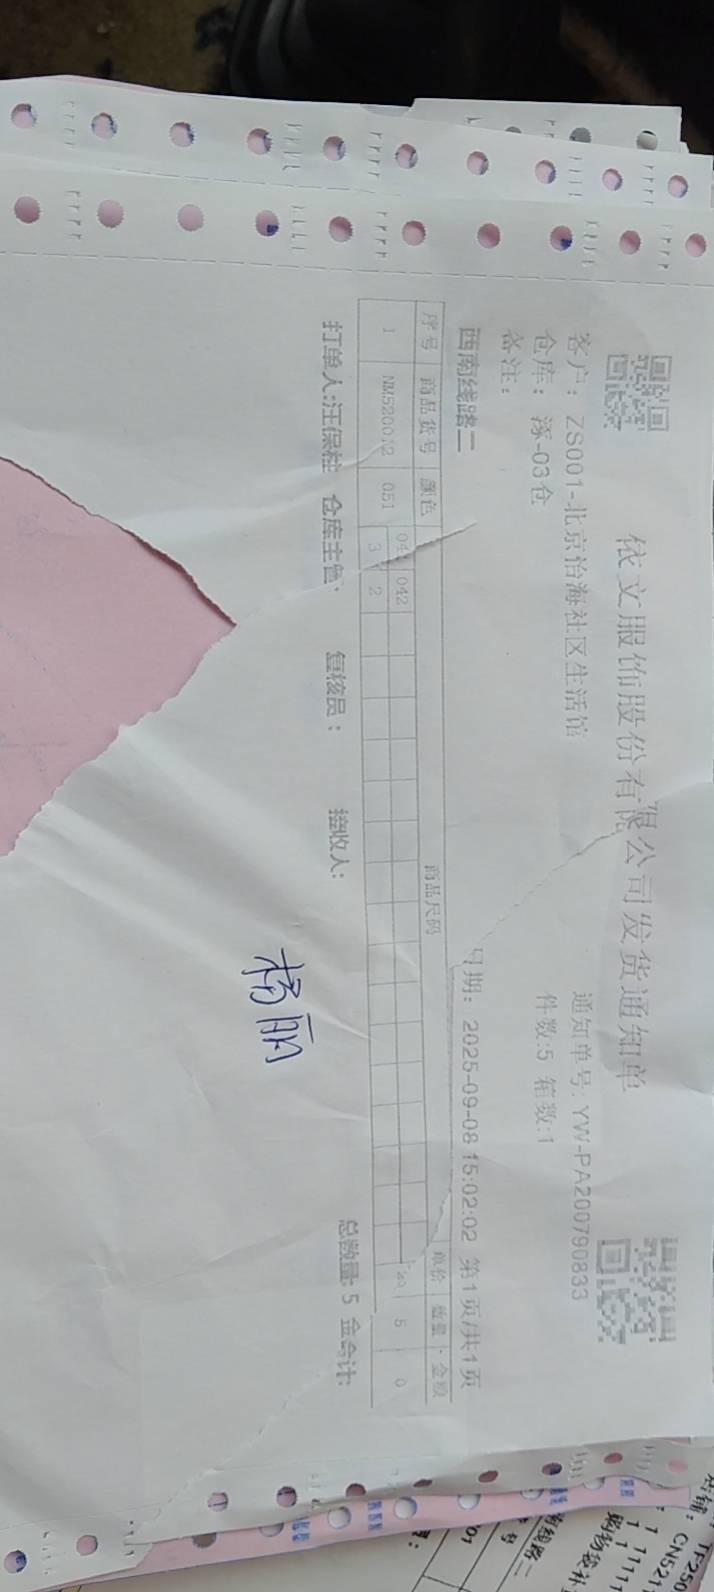 依文服饰股份有限公司发货通知单
客户: ZS001-北京怡海社区生活馆 通知单号: YW-PA200790833
仓库: 涿-03仓 件数:5 箱数:1
备注:
西南线路二 日期: 2025-09-08 15:02:02 第1页/共1页
序号 商品货号 颜色 商品尺码 单价 数量 金额
042
1 051 3 2 5 0
打单人:汪保 仓库主管 复核员: 接收人: 总数量: 5 金合计:
杨丽